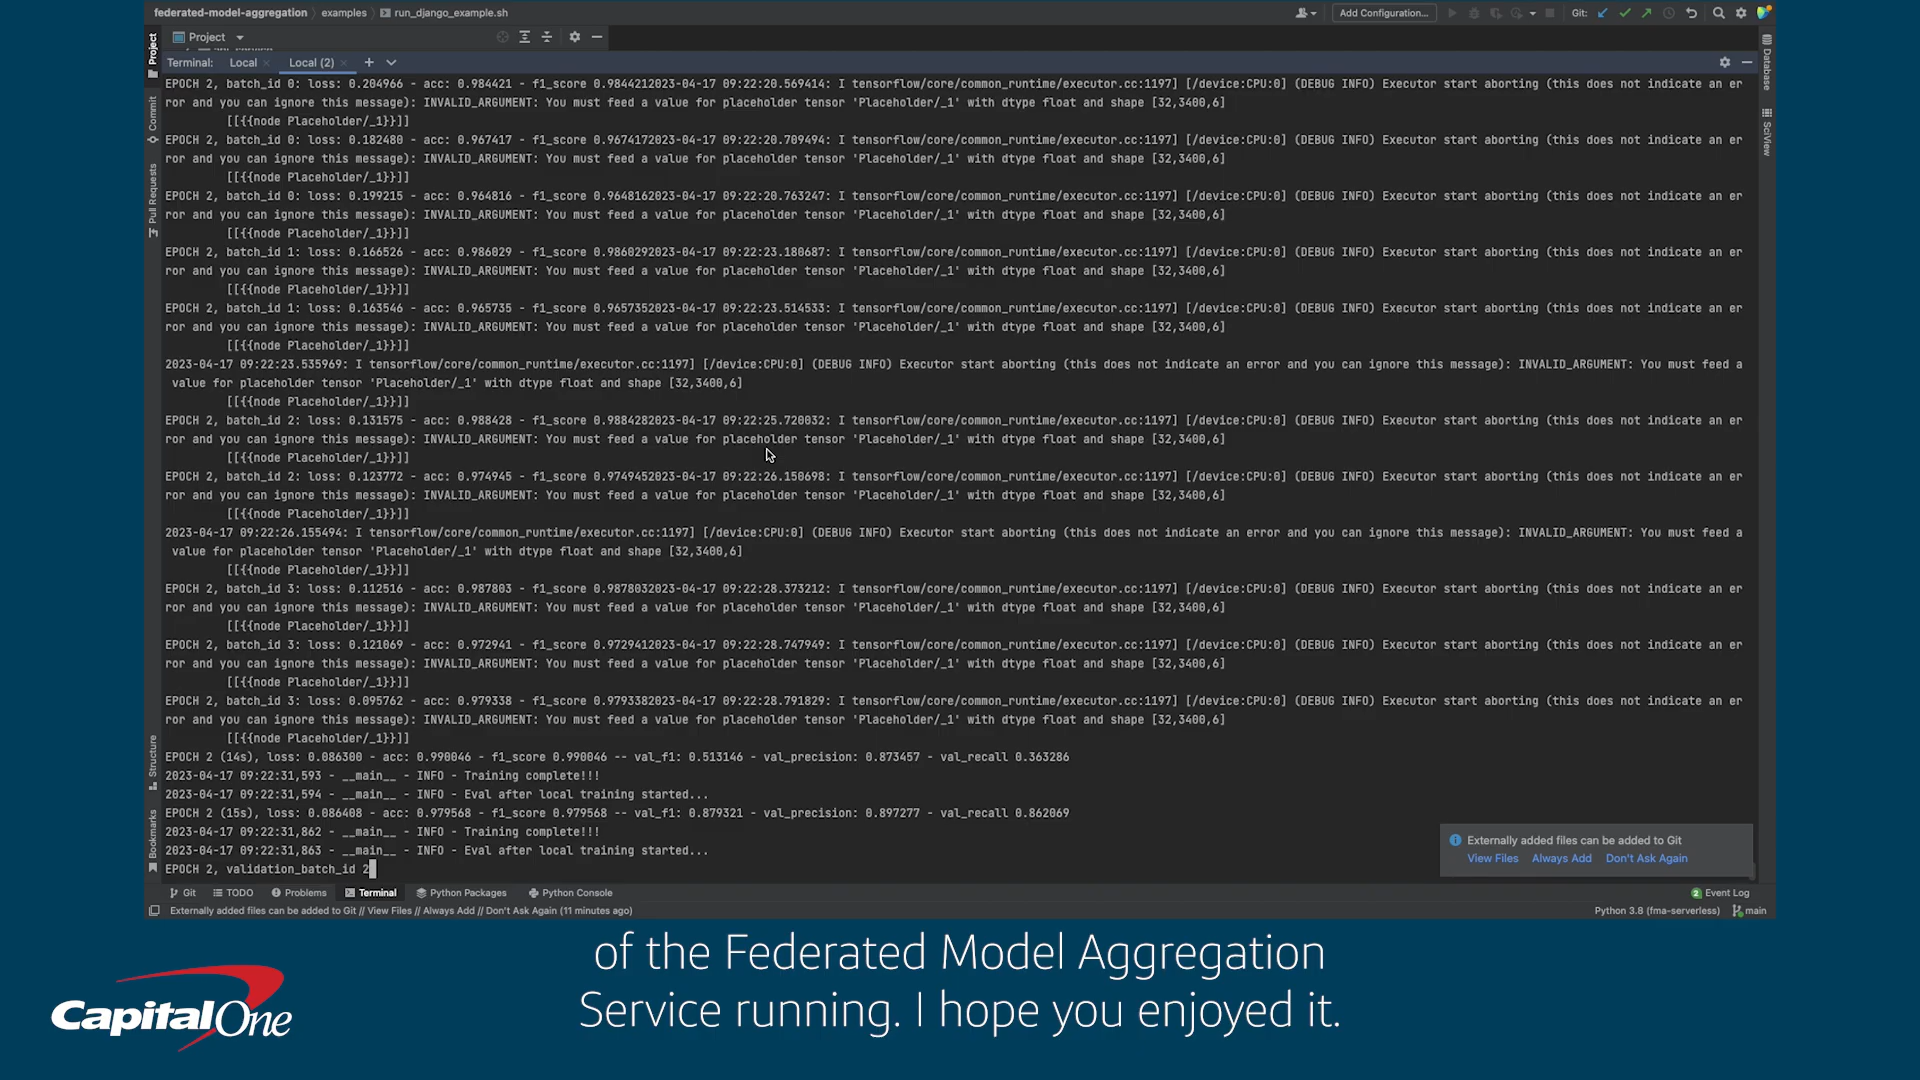 federated-model-aggregation examples run_django_example.sh Add Configuration... Git:
Project
Terminal: Local Local (2)
EPOCH 2, batch_id 0: loss: 0.204966 - acc: 0.984421 - f1_score 0.9844212023-04-17 09:22:20.569414: I tensorflow/core/common_runtime/executor.cc:1197] [/device:CPU:0] (DEBUG INFO) Executor start aborting (this does not indicate an er
ror and you can ignore this message): INVALID_ARGUMENT: You must feed a value for placeholder tensor 'Placeholder/_1' with dtype float and shape [32,3400,6]
[[{{node Placeholder/_1}}]]
EPOCH 2, batch_id 0: loss: 0.182480 - acc: 0.967417 - f1_score 0.9674172023-04-17 09:22:20.709494: I tensorflow/core/common_runtime/executor.cc:1197] [/device:CPU:0] (DEBUG INFO) Executor start aborting (this does not indicate an er
ror and you can ignore this message): INVALID_ARGUMENT: You must feed a value for placeholder tensor 'Placeholder/_1' with dtype float and shape [32,3400,6]
[[{{node Placeholder/_1}}]]
EPOCH 2, batch_id 0: loss: 0.199215 - acc: 0.964816 - f1_score 0.9648162023-04-17 09:22:20.763247: I tensorflow/core/common_runtime/executor.cc:1197] [/device:CPU:0] (DEBUG INFO) Executor start aborting (this does not indicate an er
ror and you can ignore this message): INVALID_ARGUMENT: You must feed a value for placeholder tensor 'Placeholder/_1' with dtype float and shape [32,3400,6]
[[{{node Placeholder/_1}}]]
EPOCH 2, batch_id 1: loss: 0.166526 - acc: 0.986029 - f1_score 0.9860292023-04-17 09:22:23.180687: I tensorflow/core/common_runtime/executor.cc:1197] [/device:CPU:0] (DEBUG INFO) Executor start aborting (this does not indicate an er
ror and you can ignore this message): INVALID_ARGUMENT: You must feed a value for placeholder tensor 'Placeholder/_1' with dtype float and shape [32,3400,6]
[[{{node Placeholder/_1}}]]
EPOCH 2, batch_id 1: loss: 0.163546 - acc: 0.965735 - f1_score 0.9657352023-04-17 09:22:23.514533: I tensorflow/core/common_runtime/executor.cc:1197] [/device:CPU:0] (DEBUG INFO) Executor start aborting (this does not indicate an er
ror and you can ignore this message): INVALID_ARGUMENT: You must feed a value for placeholder tensor 'Placeholder/_1' with dtype float and shape [32,3400,6]
[[{{node Placeholder/_1}}]]
2023-04-17 09:22:23.535969: I tensorflow/core/common_runtime/executor.cc:1197] [/device:CPU:0] (DEBUG INFO) Executor start aborting (this does not indicate an error and you can ignore this message): INVALID_ARGUMENT: You must feed a
value for placeholder tensor 'Placeholder/_1' with dtype float and shape [32,3400,6]
[[{{node Placeholder/_1}}]]
EPOCH 2, batch_id 2: loss: 0.131575 - acc: 0.988428 - f1_score 0.9884282023-04-17 09:22:25.720032: I tensorflow/core/common_runtime/executor.cc:1197] [/device:CPU:0] (DEBUG INFO) Executor start aborting (this does not indicate an er
ror and you can ignore this message): INVALID_ARGUMENT: You must feed a value for placeholder tensor 'Placeholder/_1' with dtype float and shape [32,3400,6]
[[{{node Placeholder/_1}}]]
EPOCH 2, batch_id 2: loss: 0.123772 - acc: 0.974945 - f1_score 0.9749452023-04-17 09:22:26.150698: I tensorflow/core/common_runtime/executor.cc:1197] [/device:CPU:0] (DEBUG INFO) Executor start aborting (this does not indicate an er
ror and you can ignore this message): INVALID_ARGUMENT: You must feed a value for placeholder tensor 'Placeholder/_1' with dtype float and shape [32,3400,6]
[[{{node Placeholder/_1}}]]
2023-04-17 09:22:26.155494: I tensorflow/core/common_runtime/executor.cc:1197] [/device:CPU:0] (DEBUG INFO) Executor start aborting (this does not indicate an error and you can ignore this message): INVALID_ARGUMENT: You must feed a
value for placeholder tensor 'Placeholder/_1' with dtype float and shape [32,3400,6]
[[{{node Placeholder/_1}}]]
EPOCH 2, batch_id 3: loss: 0.112516 - acc: 0.987803 - f1_score 0.9878032023-04-17 09:22:28.373212: I tensorflow/core/common_runtime/executor.cc:1197] [/device:CPU:0] (DEBUG INFO) Executor start aborting (this does not indicate an er
ror and you can ignore this message): INVALID_ARGUMENT: You must feed a value for placeholder tensor 'Placeholder/_1' with dtype float and shape [32,3400,6]
[[{{node Placeholder/_1}}]]
EPOCH 2, batch_id 3: loss: 0.121069 - acc: 0.972941 - f1_score 0.9729412023-04-17 09:22:28.747949: I tensorflow/core/common_runtime/executor.cc:1197] [/device:CPU:0] (DEBUG INFO) Executor start aborting (this does not indicate an er
ror and you can ignore this message): INVALID_ARGUMENT: You must feed a value for placeholder tensor 'Placeholder/_1' with dtype float and shape [32,3400,6]
[[{{node Placeholder/_1}}]]
EPOCH 2, batch_id 3: loss: 0.095762 - acc: 0.979338 - f1_score 0.9793382023-04-17 09:22:28.791829: I tensorflow/core/common_runtime/executor.cc:1197] [/device:CPU:0] (DEBUG INFO) Executor start aborting (this does not indicate an er
ror and you can ignore this message): INVALID_ARGUMENT: You must feed a value for placeholder tensor 'Placeholder/_1' with dtype float and shape [32,3400,6]
[[{{node Placeholder/_1}}]]
EPOCH 2 (14s), loss: 0.086300 - acc: 0.990046 - f1_score 0.990046 -- val_f1: 0.513146 - val_precision: 0.873457 - val_recall 0.363286
2023-04-17 09:22:31,593 - __main__ - INFO - Training complete!!!
2023-04-17 09:22:31,594 - __main__ - INFO - Eval after local training started...
EPOCH 2 (15s), loss: 0.086408 - acc: 0.979568 - f1_score 0.979568 -- val_f1: 0.879321 - val_precision: 0.897277 - val_recall 0.862069
2023-04-17 09:22:31,862 - __main__ - INFO - Training complete!!!
2023-04-17 09:22:31,863 - __main__ - INFO - Eval after local training started...
EPOCH 2, validation_batch_id 2
Project
Commit
Pull Requests
Structure
Bookmarks
Database
SciView
Externally added files can be added to Git
View Files Always Add Don't Ask Again
Git TODO Problems Terminal Python Packages Python Console 2 Event Log
Externally added files can be added to Git // View Files // Always Add // Don't Ask Again (11 minutes ago) Python 3.8 (fma-serverless) main
of the Federated Model Aggregation
Service running. I hope you enjoyed it.
Capital One